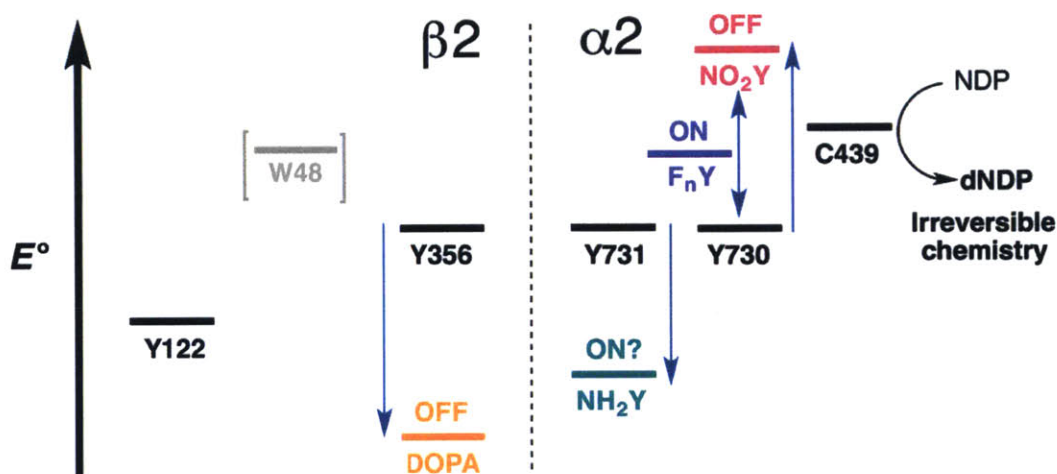 β2
α2
OFF
NO₂Y
NDP
ON
FₙY
C439
dNDP
Irreversible
chemistry
[W48]
E°
Y356
Y731
Y730
Y122
ON?
NH₂Y
OFF
DOPA